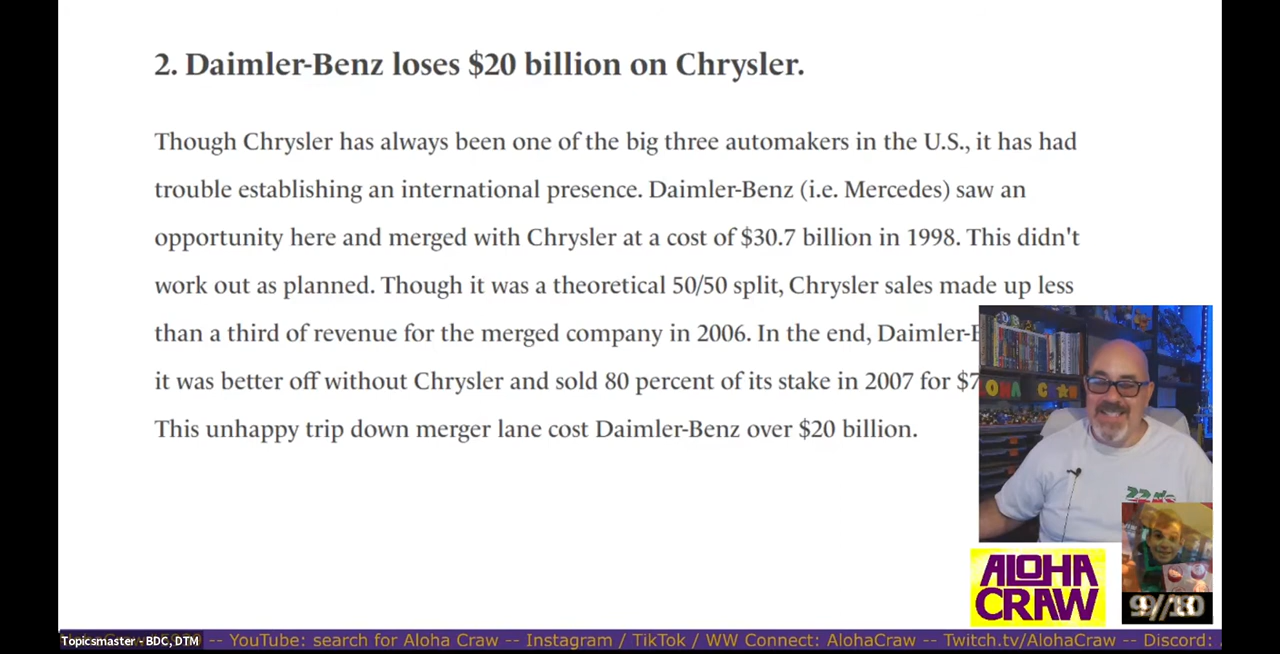 2. Daimler-Benz loses $20 billion on Chrysler.
Though Chrysler has always been one of the big three automakers in the U.S., it has had
trouble establishing an international presence. Daimler-Benz (i.e. Mercedes) saw an
opportunity here and merged with Chrysler at a cost of $30.7 billion in 1998. This didn't
work out as planned. Though it was a theoretical 50/50 split, Chrysler sales made up less
than a third of revenue for the merged company in 2006. In the end,
it was better off without Chrysler and sold 80 percent of its stake in 2007 for $7
This unhappy trip down merger lane cost Daimler-Benz over $20 billion.
ALOHA
CRAW
Topicsmaster - BDC, DTM -- YouTube: search for Aloha Craw -- Instagram / TikTok / WW Connect: AlohaCraw -- Twitch.tv/AlohaCraw -- Discord: